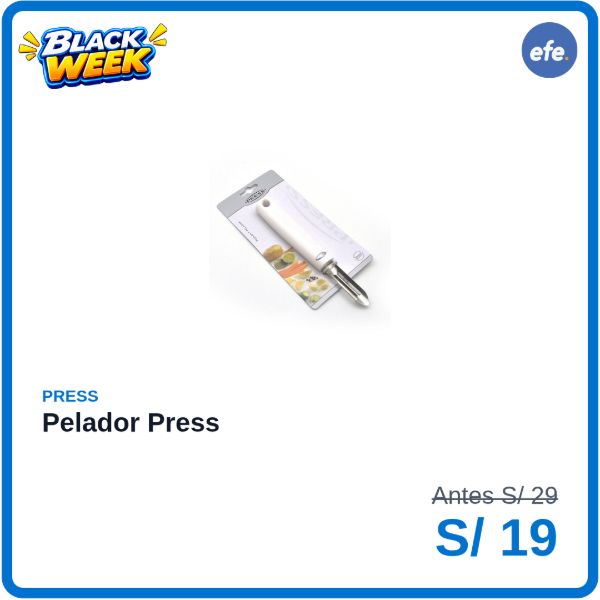 BLACK
WEEK
efe.
PRESS
Pelador Press
Antes S/ 29
S/ 19